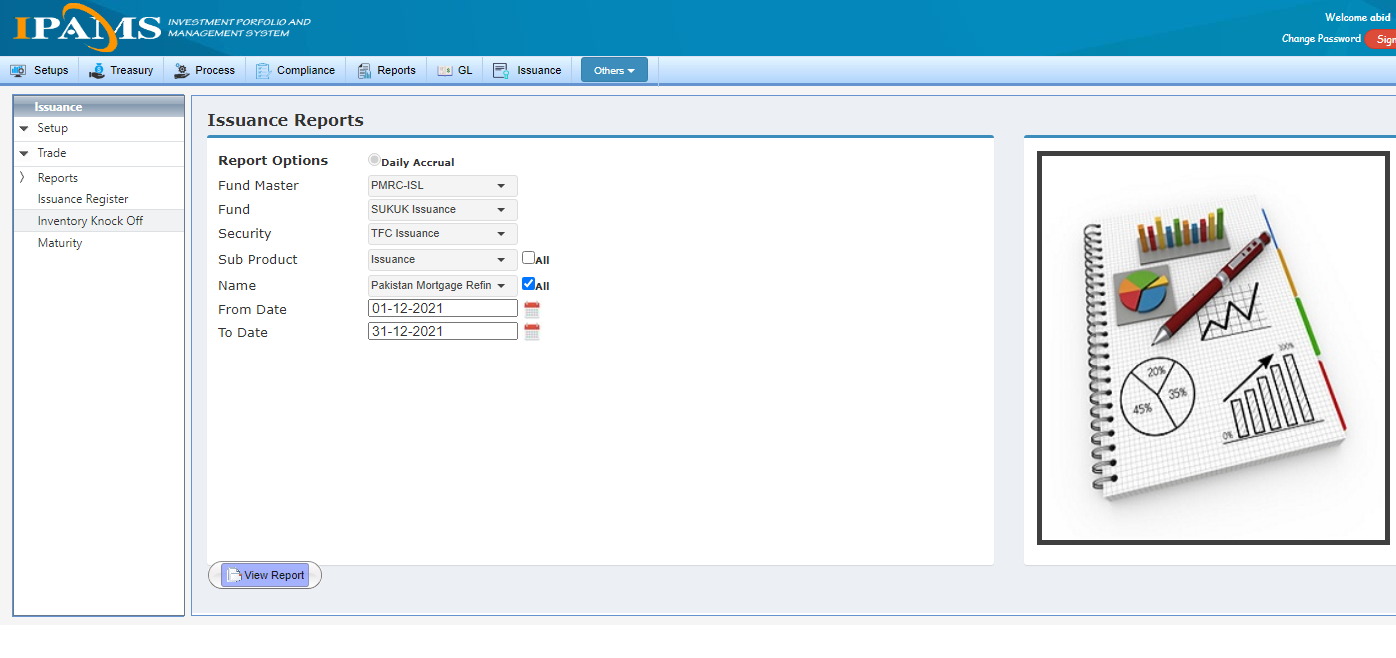 IPAMS INVESTMENT PORFOLIO AND
MANAGEMENT SYSTEM
Welcome abid
Change Password Sign
Setups Treasury Process Compliance Reports GL Issuance Others
Issuance
Setup
Trade
Reports
Issuance Register
Inventory Knock Off
Maturity
Issuance Reports
Report Options Daily Accrual
Fund Master PMRC-ISL
Fund SUKUK Issuance
Security TFC Issuance
Sub Product Issuance All
Name Pakistan Mortgage Refin All
From Date 01-12-2021
To Date 31-12-2021
View Report
100%
20%
35%
45%
0%